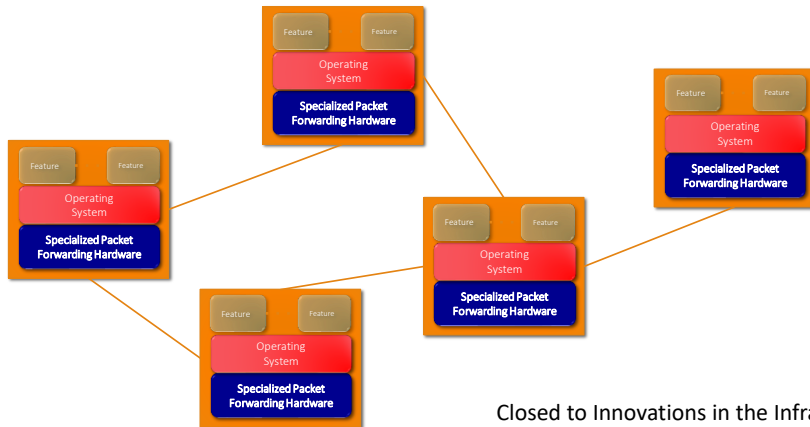 Feature
Feature
Operating
System
Specialized Packet
Forwarding Hardware
Feature
Feature
Operating
System
Specialized Packet
Forwarding Hardware
Feature
Feature
Operating
System
Specialized Packet
Forwarding Hardware
Feature
Feature
Operating
System
Specialized Packet
Forwarding Hardware
Feature
Feature
Operating
System
Specialized Packet
Forwarding Hardware
Closed to Innovations in the Infra